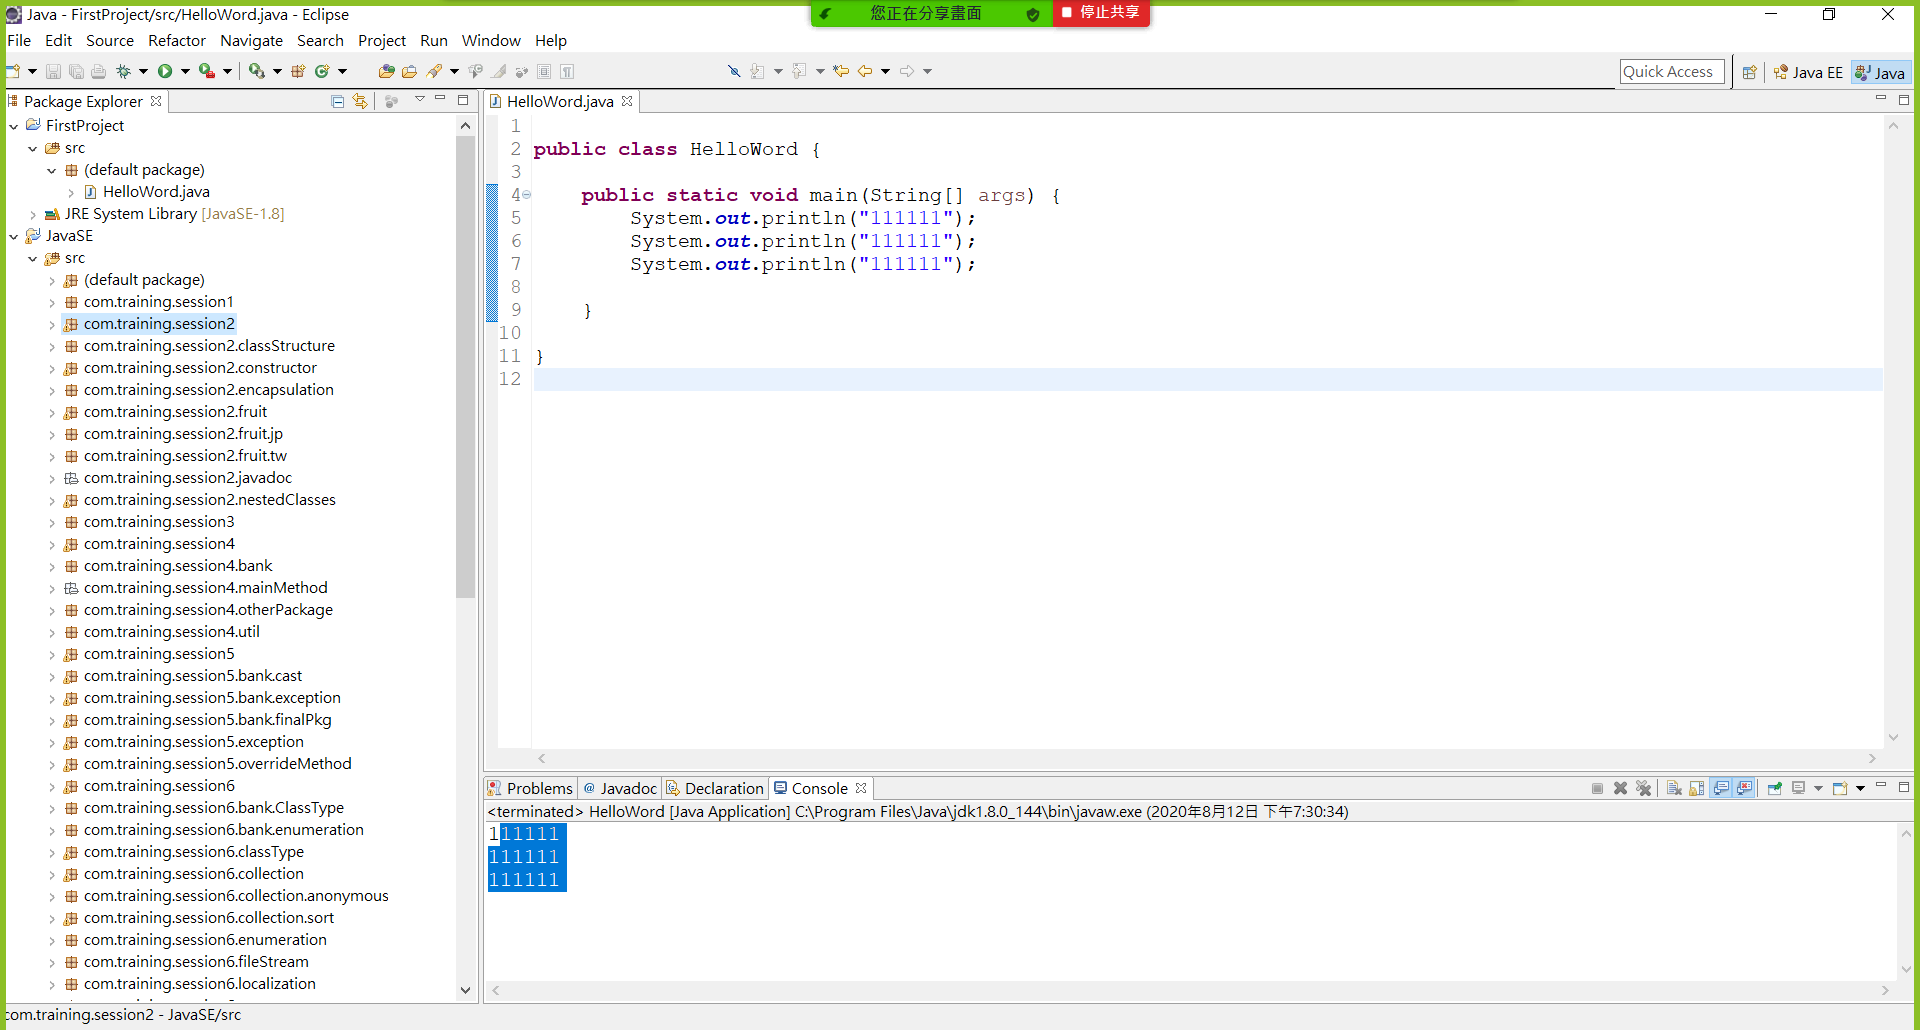 Java - FirstProject/src/HelloWord.java - Eclipse
您正在分享畫面
停止共享
File Edit Source Refactor Navigate Search Project Run Window Help
Quick Access
Java EE
Java
Package Explorer
HelloWord.java
FirstProject
src
(default package)
HelloWord.java
JRE System Library [JavaSE-1.8]
JavaSE
src
(default package)
com.training.session1
com.training.session2
com.training.session2.classStructure
com.training.session2.constructor
com.training.session2.encapsulation
com.training.session2.fruit
com.training.session2.fruit.jp
com.training.session2.fruit.tw
com.training.session2.javadoc
com.training.session2.nestedClasses
com.training.session3
com.training.session4
com.training.session4.bank
com.training.session4.mainMethod
com.training.session4.otherPackage
com.training.session4.util
com.training.session5
com.training.session5.bank.cast
com.training.session5.bank.exception
com.training.session5.bank.finalPkg
com.training.session5.exception
com.training.session5.overrideMethod
com.training.session6
com.training.session6.bank.ClassType
com.training.session6.bank.enumeration
com.training.session6.classType
com.training.session6.collection
com.training.session6.collection.anonymous
com.training.session6.collection.sort
com.training.session6.enumeration
com.training.session6.fileStream
com.training.session6.localization
1
2 public class HelloWord {
3
4 public static void main(String[] args) {
5 System.out.println("111111");
6 System.out.println("111111");
7 System.out.println("111111");
8
9 }
10
11 }
12
Problems @ Javadoc Declaration Console
<terminated> HelloWord [Java Application] C:\Program Files\Java\jdk1.8.0_144\bin\javaw.exe (2020年8月12日 下午7:30:34)
111111
111111
111111
com.training.session2 - JavaSE/src